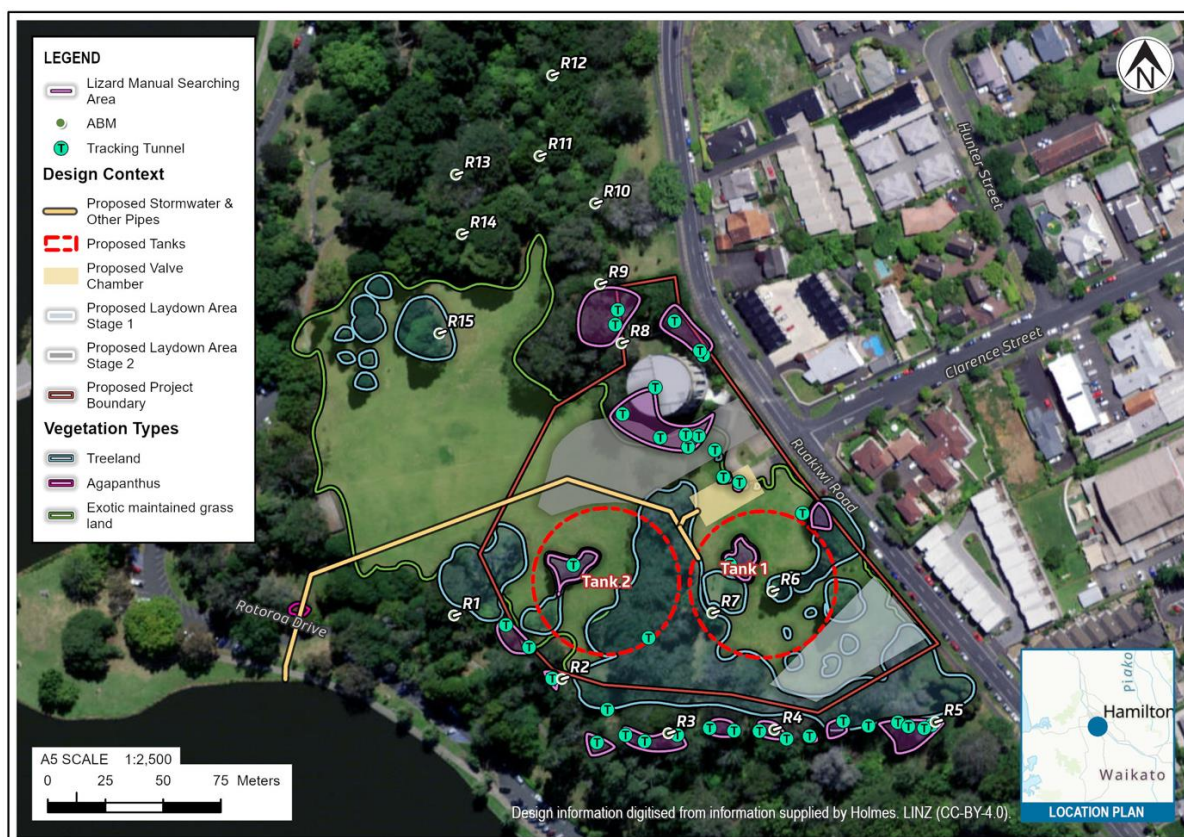 LEGEND
Lizard Manual Searching
Area
ABM
T
Tracking Tunnel
Design Context
Proposed Stormwater &
Other Pipes
Proposed Tanks
Proposed Valve
Chamber
Proposed Laydown Area
Stage 1
Proposed Laydown Area
Stage 2
Proposed Project
Boundary
Vegetation Types
Treeland
Agapanthus
Exotic maintained grass
land
N
R12
R11
R13
R10
R14
R9
R15
R8
Hunter Street
Clarence Street
Ruakiwi Road
Tank 2
Tank 1
R6
R1
R7
Rotoroa Drive
R2
R3
R4
R5
A5 SCALE 1:2,500
0 25 50 75 Meters
Design information digitised from information supplied by Holmes. LINZ (CC-BY-4.0).
Piako
Hamilton
Waikato
LOCATION PLAN